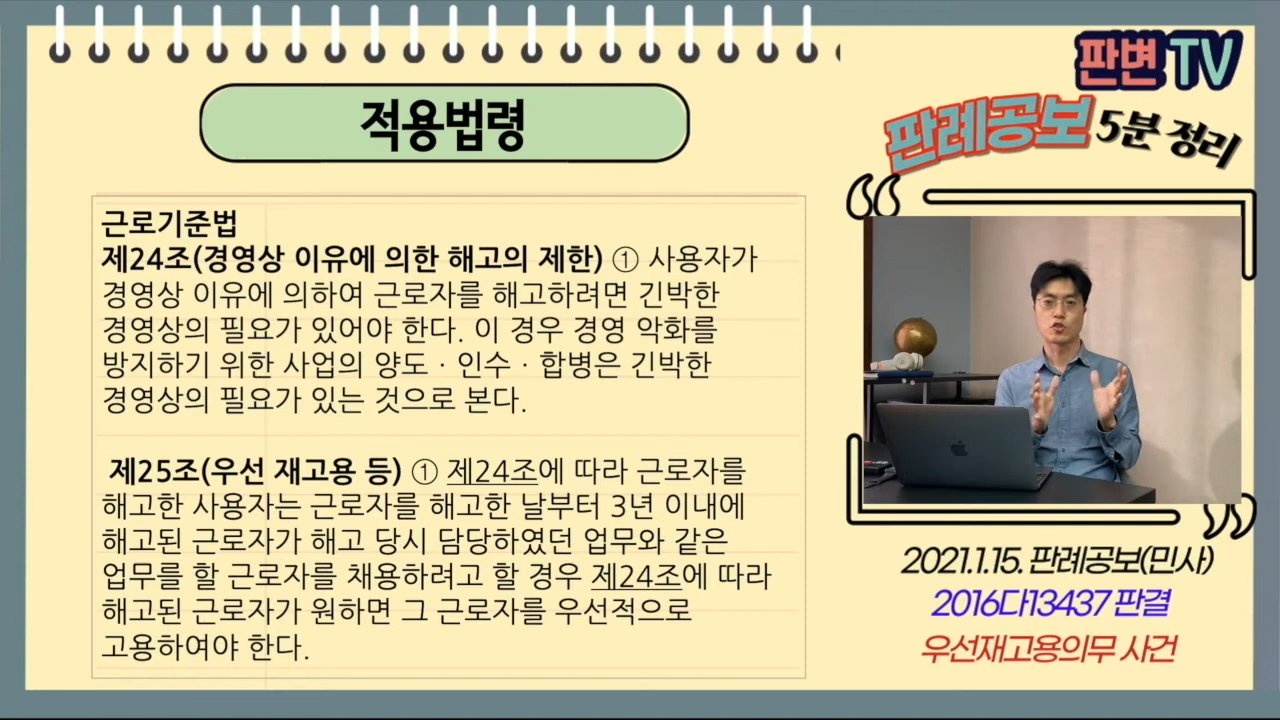 판변 TV
판례공보 5분 정리
적용법령
근로기준법
제24조(경영상 이유에 의한 해고의 제한) ① 사용자가
경영상 이유에 의하여 근로자를 해고하려면 긴박한
경영상의 필요가 있어야 한다. 이 경우 경영 악화를
방지하기 위한 사업의 양도 · 인수 · 합병은 긴박한
경영상의 필요가 있는 것으로 본다.
제25조(우선 재고용 등) ① 제24조에 따라 근로자를
해고한 사용자는 근로자를 해고한 날부터 3년 이내에
해고된 근로자가 해고 당시 담당하였던 업무와 같은
업무를 할 근로자를 채용하려고 할 경우 제24조에 따라
해고된 근로자가 원하면 그 근로자를 우선적으로
고용하여야 한다.
2021.1.15. 판례공보(민사)
2016다13437 판결
우선재고용의무 사건